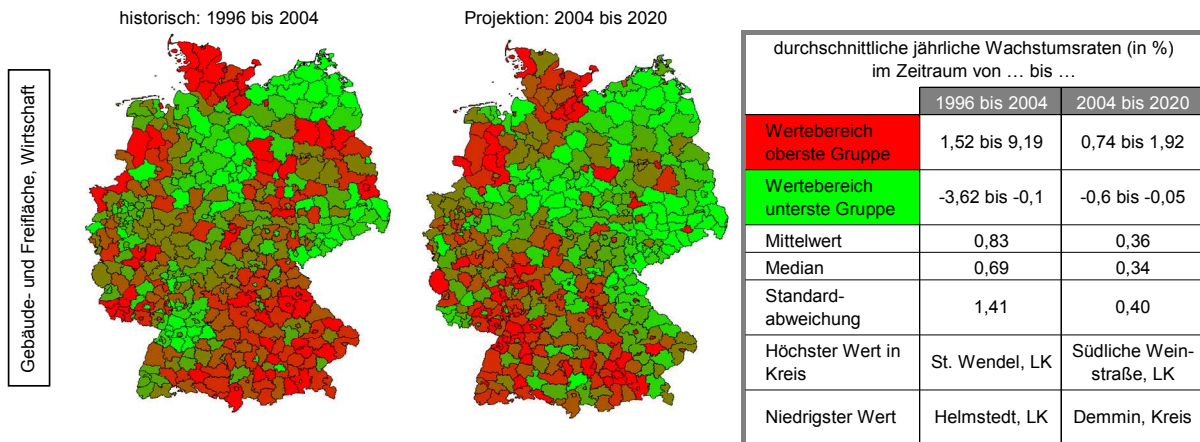 historisch: 1996 bis 2004
Projektion: 2004 bis 2020
Gebäude- und Freifläche, Wirtschaft
durchschnittliche jährliche Wachstumsraten (in %)
im Zeitraum von … bis …
1996 bis 2004
2004 bis 2020
Wertebereich
oberste Gruppe
1,52 bis 9,19
0,74 bis 1,92
Wertebereich
unterste Gruppe
-3,62 bis -0,1
-0,6 bis -0,05
Mittelwert
0,83
0,36
Median
0,69
0,34
Standard-
abweichung
1,41
0,40
Höchster Wert in
Kreis
St. Wendel, LK
Südliche Wein-
straße, LK
Niedrigster Wert
Helmstedt, LK
Demmin, Kreis